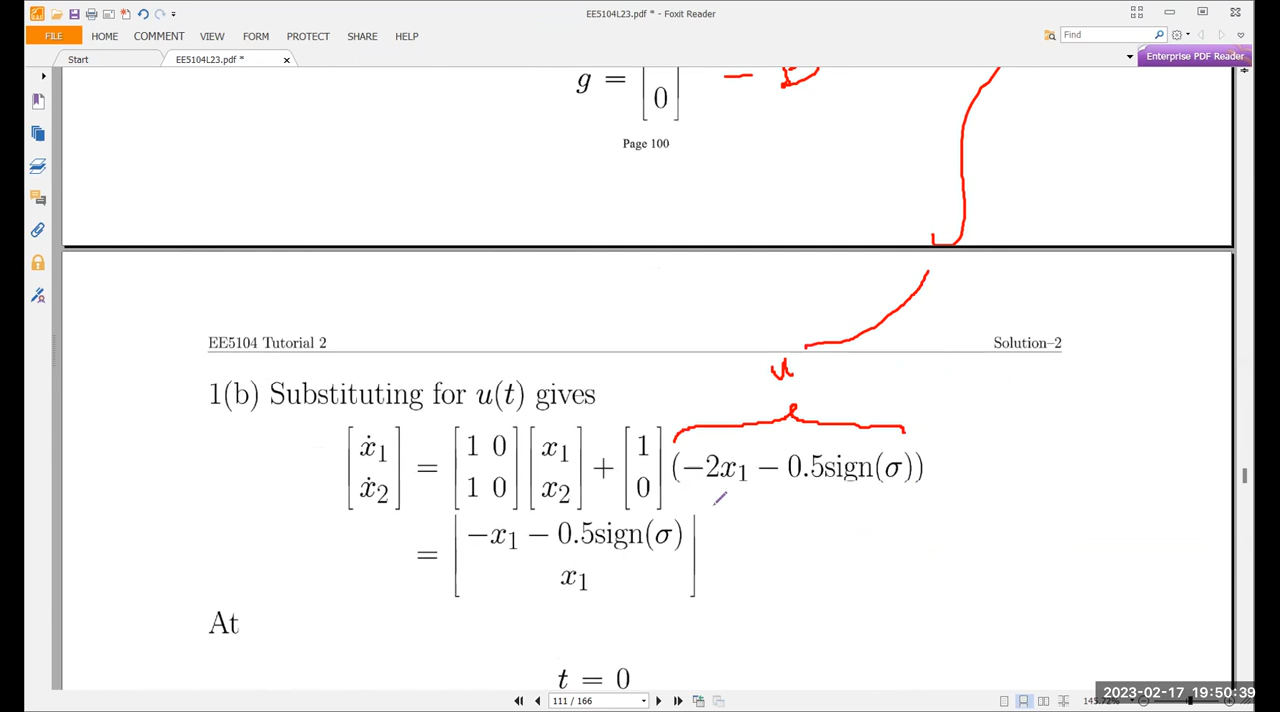 EE5104L23.pdf * - Foxit Reader
FILE HOME COMMENT VIEW FORM PROTECT SHARE HELP Find
Start EE5104L23.pdf * Enterprise PDF Reader
g = [ 0 ] – B
Page 100
EE5104 Tutorial 2 Solution–2
u
1(b) Substituting for u(t) gives
[ẋ1 ẋ2] = [1 0 1 0] [x1 x2] + [1 0] (−2x1 − 0.5sign(σ))
= [−x1 − 0.5sign(σ)
x1]
At
t = 0
111 / 166
2023-02-17 19:50:39